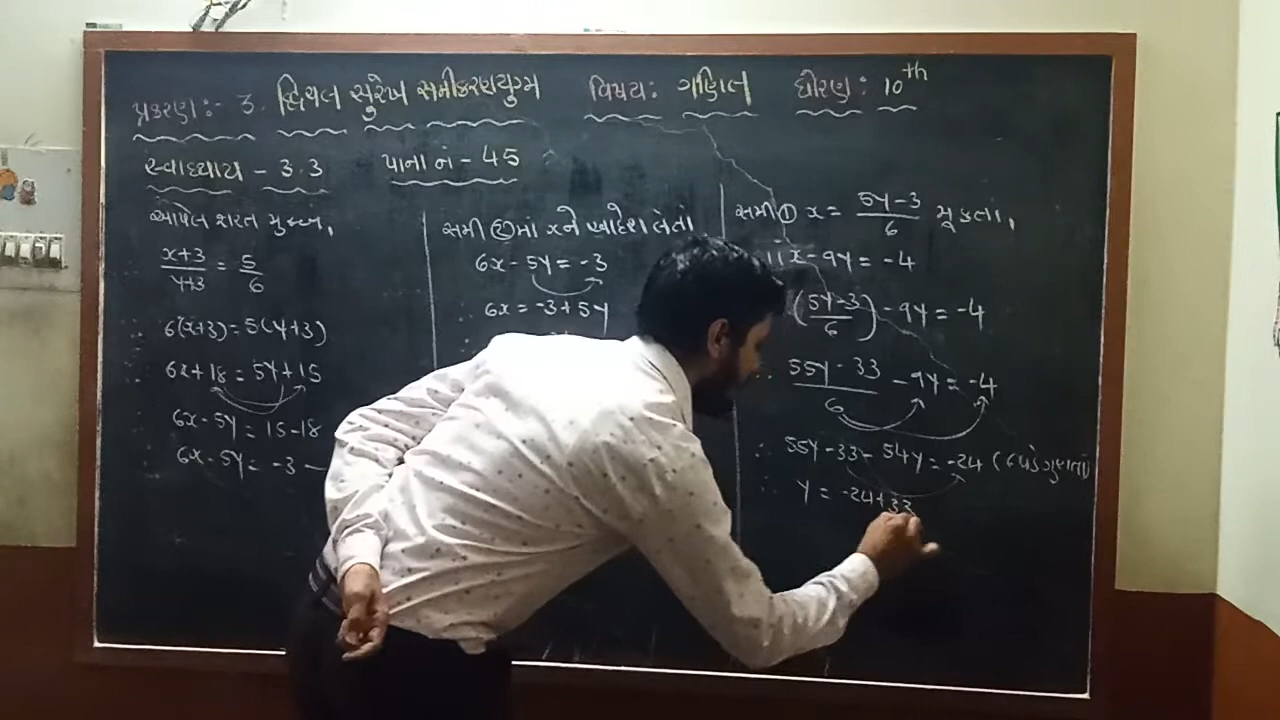 પ્રકરણ:- 3. દ્વિચલ સુરેખ સમીકરણયુગ્મ વિષય: ગણિત ધોરણ: 10th
સ્વાધ્યાય - 3.3 પાના નં - 45
આપેલ શરત મુજબ,
x+3/y+3 = 5/6
6(x+3) = 5(y+3)
6x+18 = 5y+15
6x-5y = 15-18
6x-5y = -3
સમી ②માં xને આદેશ લેતાં
6x-5y = -3
6x = -3+5y
સમી ① x = 5y-3/6 મૂકતાં,
11x-9y = -4
(5y-3/6) - 9y = -4
∴ 55y-33/6 - 9y = -4
∴ 55y-33-54y = -24 (6 વડે ગુણતાં)
∴ y = -24+33